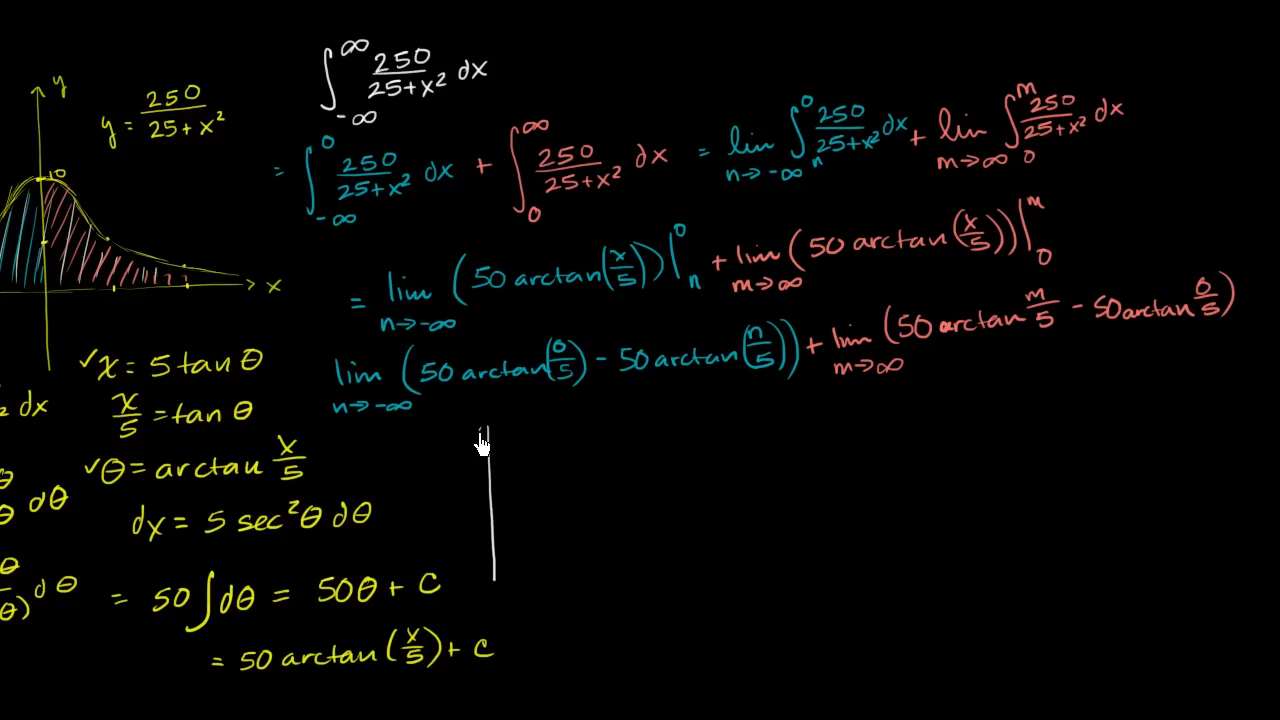 ∫_{-∞}^{∞} 250/(25+x²) dx
y
y = 250/(25+x²)
= ∫_{-∞}^{0} 250/(25+x²) dx + ∫_{0}^{∞} 250/(25+x²) dx = lim_{n→-∞} ∫_{n}^{0} 250/(25+x²) dx + lim_{m→∞} ∫_{0}^{m} 250/(25+x²) dx
10
x
= lim_{n→-∞} (50 arctan(x/5)) |_{n}^{0} + lim_{m→∞} (50 arctan(x/5)) |_{0}^{m}
lim_{n→-∞} (50 arctan(0/5) - 50 arctan(n/5)) + lim_{m→∞} (50 arctan m/5 - 50 arctan 0/5)
✓x = 5 tan θ
dx
x/5 = tan θ
✓θ = arctan x/5
θ dθ
dx = 5 sec²θ dθ
θ/θ) dθ = 50 ∫dθ = 50θ + C
= 50 arctan(x/5) + C